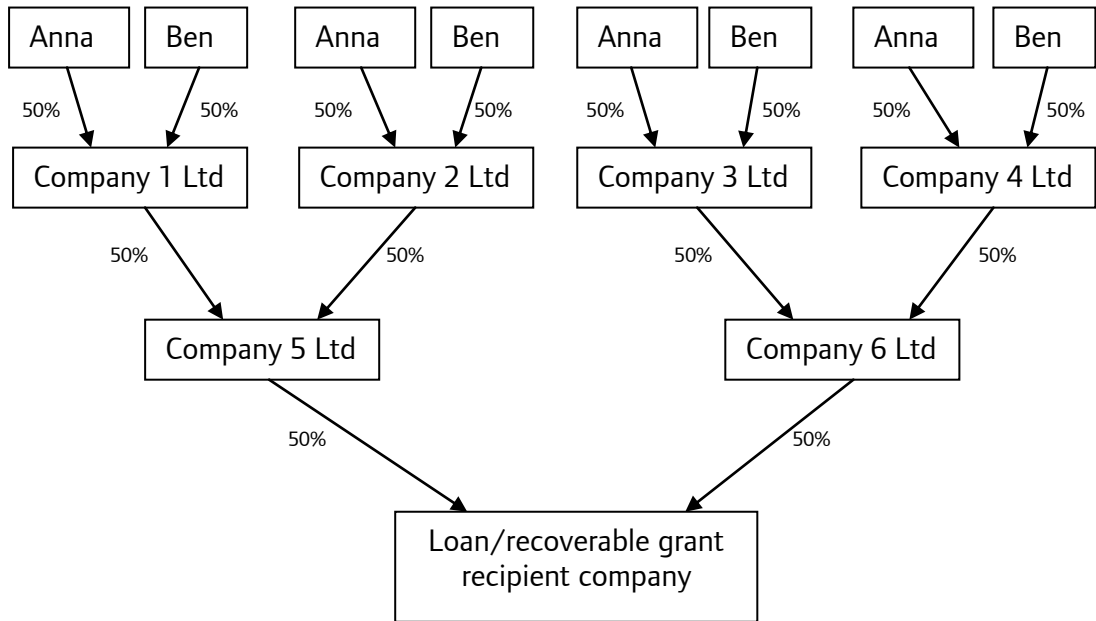 Anna
Ben
Anna
Ben
Anna
Ben
Anna
Ben
50%
50%
50%
50%
50%
50%
50%
50%
Company 1 Ltd
Company 2 Ltd
Company 3 Ltd
Company 4 Ltd
50%
50%
50%
50%
Company 5 Ltd
Company 6 Ltd
50%
50%
Loan/recoverable grant
recipient company